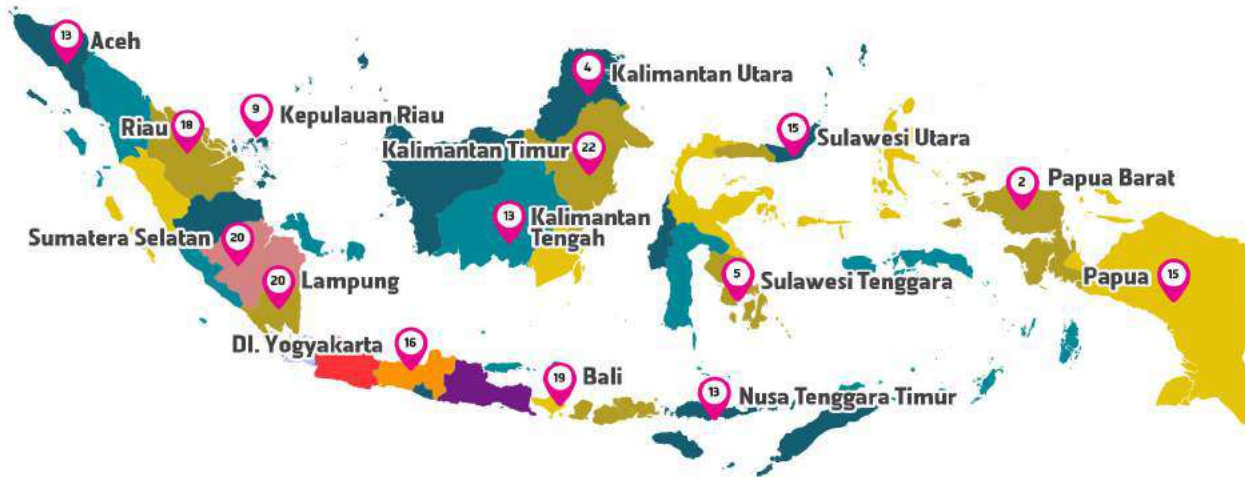 13
Aceh
4
Kalimantan Utara
9
Kepulauan Riau
Riau
18
15
Sulawesi Utara
Kalimantan Timur
22
2
Papua Barat
13
Kalimantan
Tengah
Sumatera Selatan
20
20
Lampung
5
Sulawesi Tenggara
Papua
15
DI. Yogyakarta
16
19
Bali
13
Nusa Tenggara Timur